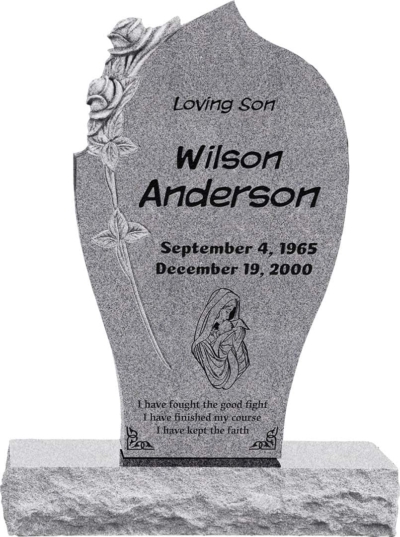 Loving Son
Wilson
Anderson
September 4, 1965
December 19, 2000
I have fought the good fight
I have finished my course
I have kept the faith